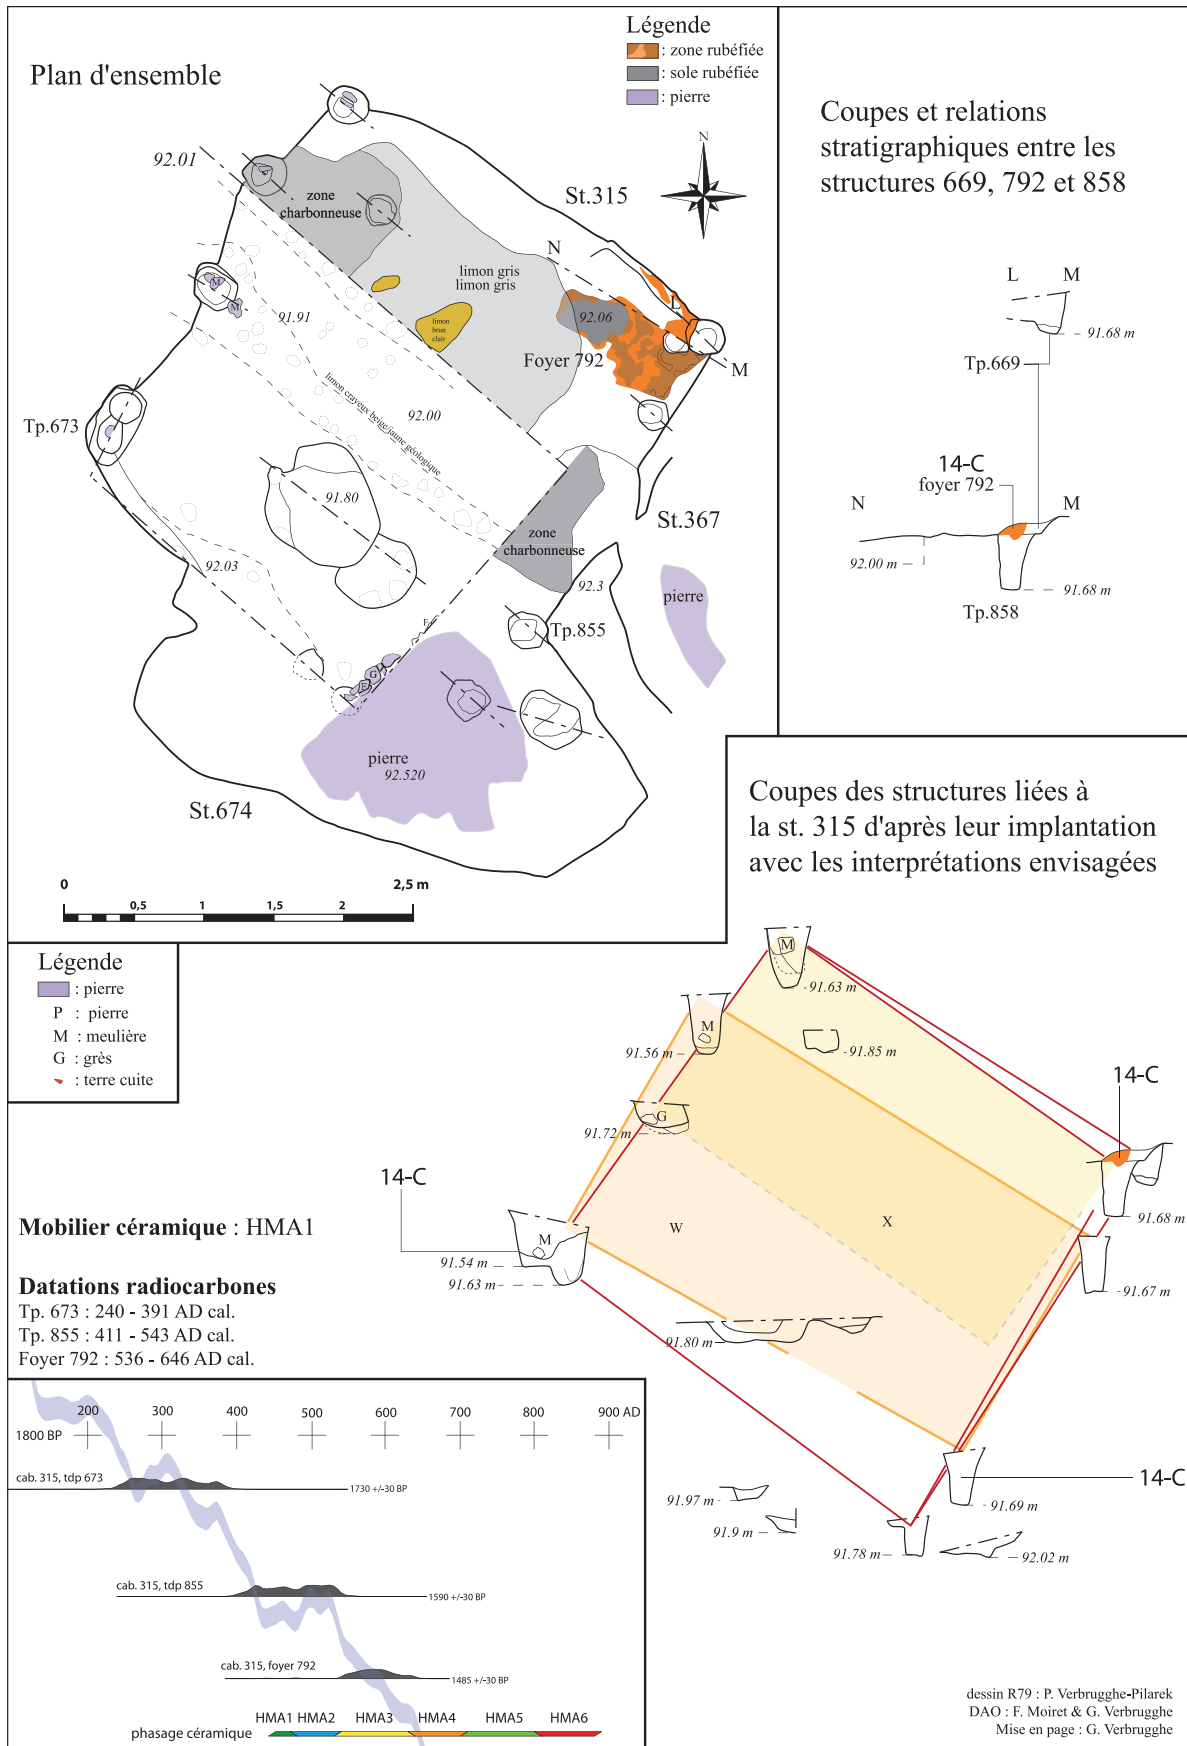 Plan d'ensemble
Légende
: zone rubéfiée
: sole rubéfiée
: pierre
N
92.01
zone
charbonneuse
St.315
N
limon gris
limon gris
L
M
M
91.91
limon
brun
clair
92.06
Foyer 792
M
limon crayeux beige/jaune géologique
92.00
Tp.673
91.80
St.367
zone
charbonneuse
92.03
92.3
pierre
F
Tp.855
G
F
pierre
92.520
St.674
0
2,5 m
0,5
1
1,5
2
Coupes et relations
stratigraphiques entre les
structures 669, 792 et 858
L
M
91.68 m
Tp.669
14-C
foyer 792
N
M
92.00 m
91.68 m
Tp.858
Coupes des structures liées à
la st. 315 d'après leur implantation
avec les interprétations envisagées
Légende
: pierre
P : pierre
M : meulière
G : grès
: terre cuite
M
91.63 m
M
91.56 m
91.85 m
14-C
G
91.72 m
14-C
W
X
91.68 m
M
91.54 m
91.63 m
91.67 m
91.80 m
14-C
91.97 m
91.69 m
91.9 m
91.78 m
92.02 m
Mobilier céramique : HMA1
Datations radiocarbones
Tp. 673 : 240 - 391 AD cal.
Tp. 855 : 411 - 543 AD cal.
Foyer 792 : 536 - 646 AD cal.
200 300 400 500 600 700 800 900 AD
1800 BP
cab. 315, tdp 673
1730 +/-30 BP
cab. 315, tdp 855
1590 +/-30 BP
cab. 315, foyer 792
1485 +/-30 BP
HMA1 HMA2 HMA3 HMA4 HMA5 HMA6
phasage céramique
dessin R79 : P. Verbrugghe-Pilarek
DAO : F. Moiret & G. Verbrugghe
Mise en page : G. Verbrugghe